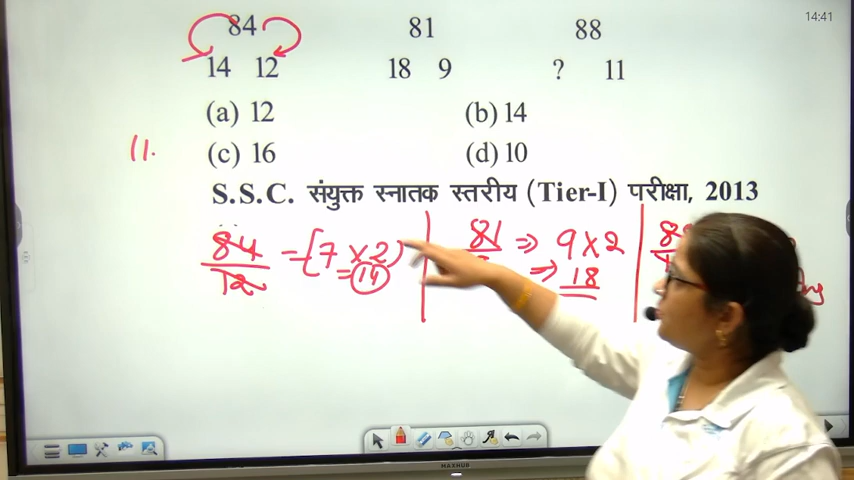 14:41
84 81 88
14 12 18 9 ? 11
(a) 12 (b) 14
11.
(c) 16 (d) 10
S.S.C. संयुक्त स्नातक स्तरीय (Tier-I) परीक्षा, 2013
84/12 = (7 × 2) = 14
81 ⇒ 9 × 2
⇒ 18
MAXHUB